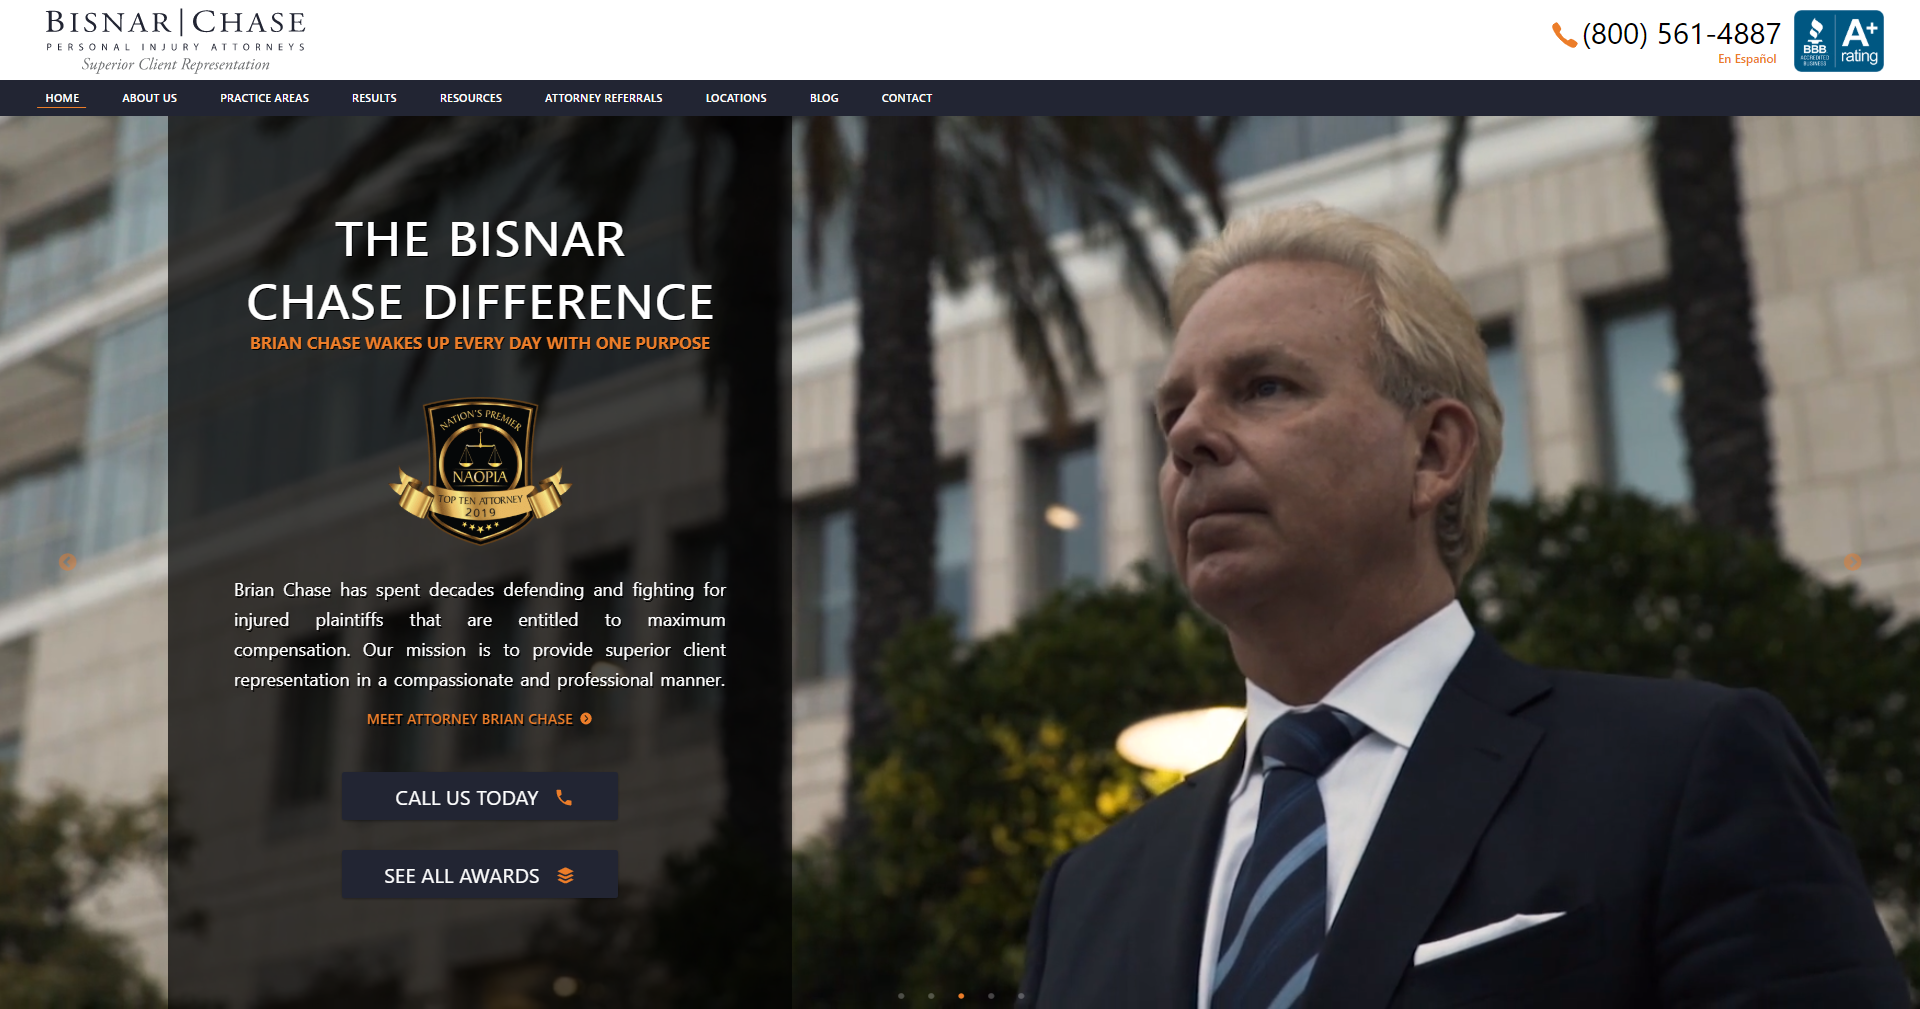 BISNAR|CHASE
PERSONAL INJURY ATTORNEYS
Superior Client Representation
(800) 561-4887
En Español
BBB
ACCREDITED
BUSINESS
A+
rating
HOME ABOUT US PRACTICE AREAS RESULTS RESOURCES ATTORNEY REFERRALS LOCATIONS BLOG CONTACT
THE BISNAR
CHASE DIFFERENCE
BRIAN CHASE WAKES UP EVERY DAY WITH ONE PURPOSE
NATION'S PREMIER
NAOPIA
TOP TEN ATTORNEY
2019
Brian Chase has spent decades defending and fighting for
injured plaintiffs that are entitled to maximum
compensation. Our mission is to provide superior client
representation in a compassionate and professional manner.
MEET ATTORNEY BRIAN CHASE
CALL US TODAY
SEE ALL AWARDS